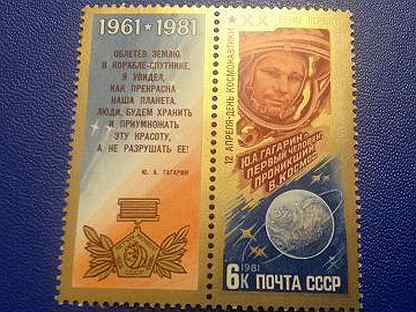 1961★1981
ОБЛЕТЕВ ЗЕМЛЮ
В КОРАБЛЕ-СПУТНИКЕ,
Я УВИДЕЛ,
КАК ПРЕКРАСНА
НАША ПЛАНЕТА.
ЛЮДИ, БУДЕМ ХРАНИТЬ
И ПРИУМНОЖАТЬ
ЭТУ КРАСОТУ,
А НЕ РАЗРУШАТЬ ЕЕ!
Ю. А. ГАГАРИН
12 АПРЕЛЯ-ДЕНЬ КОСМОНАВТИКИ
XX
Ю.А.ГАГАРИН-
ПЕРВЫЙ ЧЕЛОВЕК,
ПРОНИКШИЙ
В КОСМОС
1981
6К ПОЧТА СССР